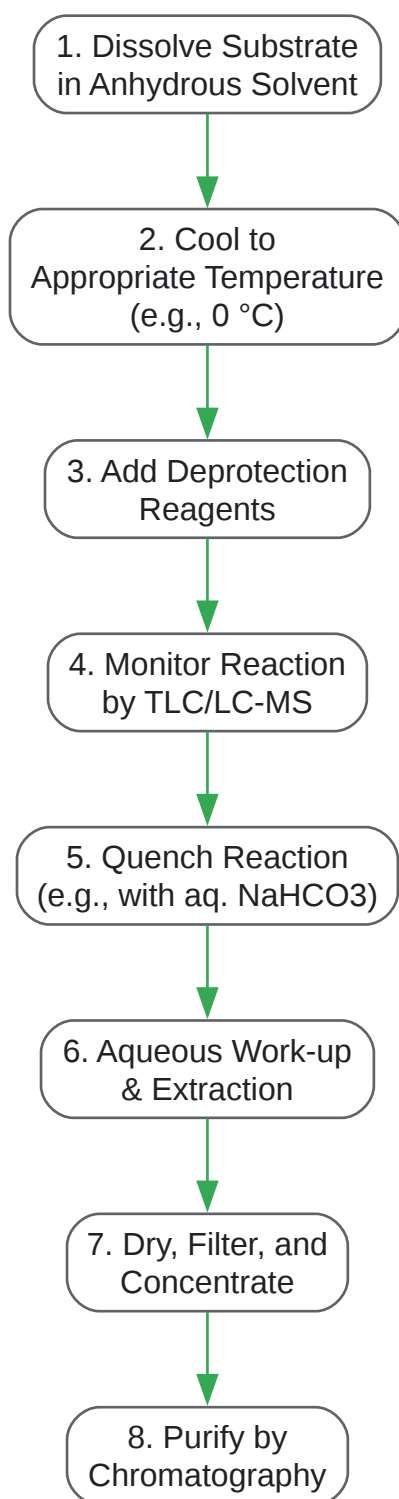 1. Dissolve Substrate
in Anhydrous Solvent
2. Cool to
Appropriate Temperature
(e.g., 0 °C)
3. Add Deprotection
Reagents
4. Monitor Reaction
by TLC/LC-MS
5. Quench Reaction
(e.g., with aq. NaHCO3)
6. Aqueous Work-up
& Extraction
7. Dry, Filter, and
Concentrate
8. Purify by
Chromatography